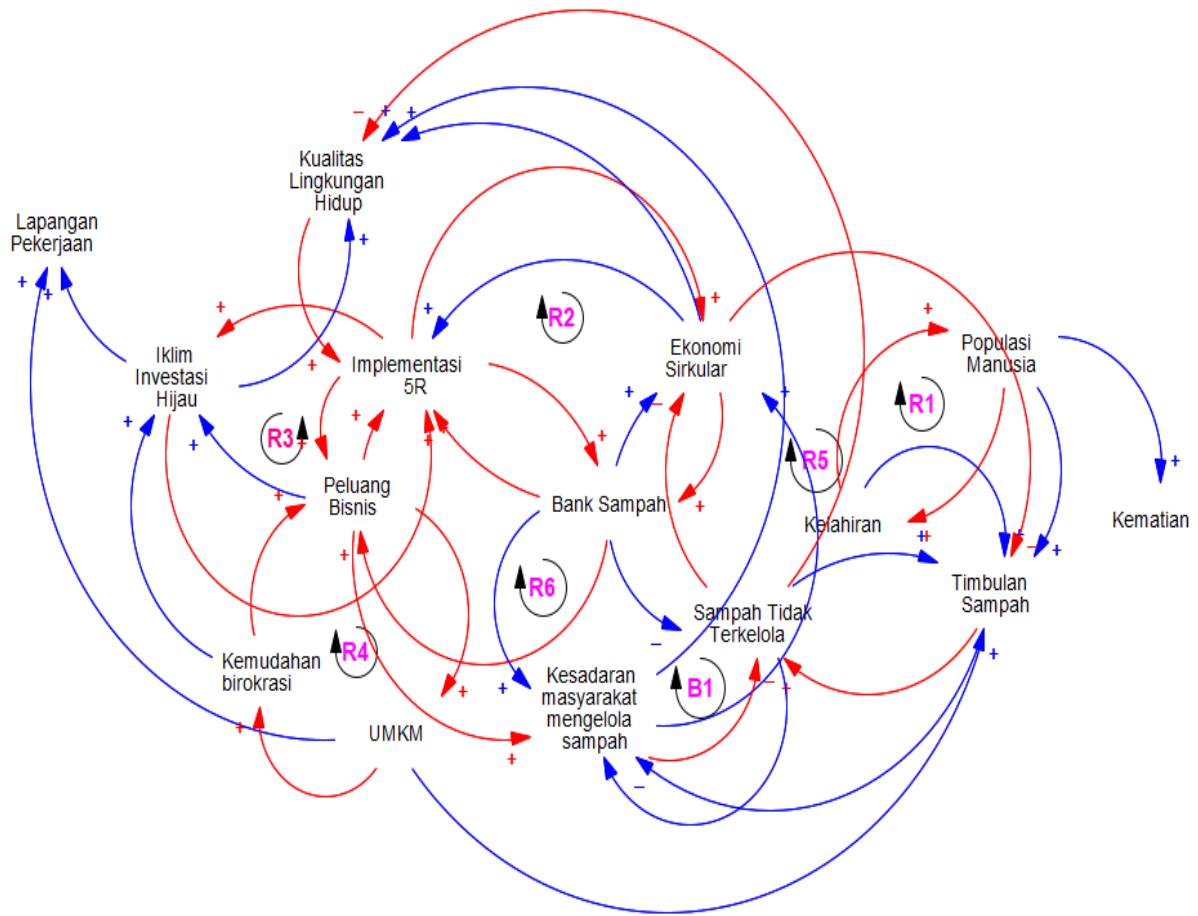 Kualitas
Lingkungan
Hidup
Lapangan
Pekerjaan
R2
Iklim
Investasi
Hijau
Implementasi
5R
Ekonomi
Sirkular
Populasi
Manusia
R1
R3
R5
Peluang
Bisnis
Bank Sampah
Kelahiran
Kematian
R6
Timbulan
Sampah
Sampah Tidak
Terkelola
Kemudahan
birokrasi
R4
Kesadaran
masyarakat
mengelola
sampah
B1
UMKM